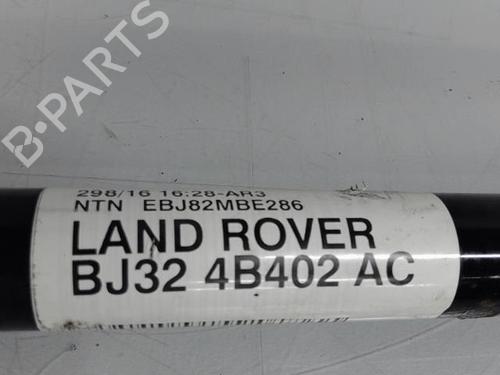 B-PARTS
298/16 16:28-AR3
NTN EBJ82MBE286
LAND ROVER
BJ32 4B402 AC